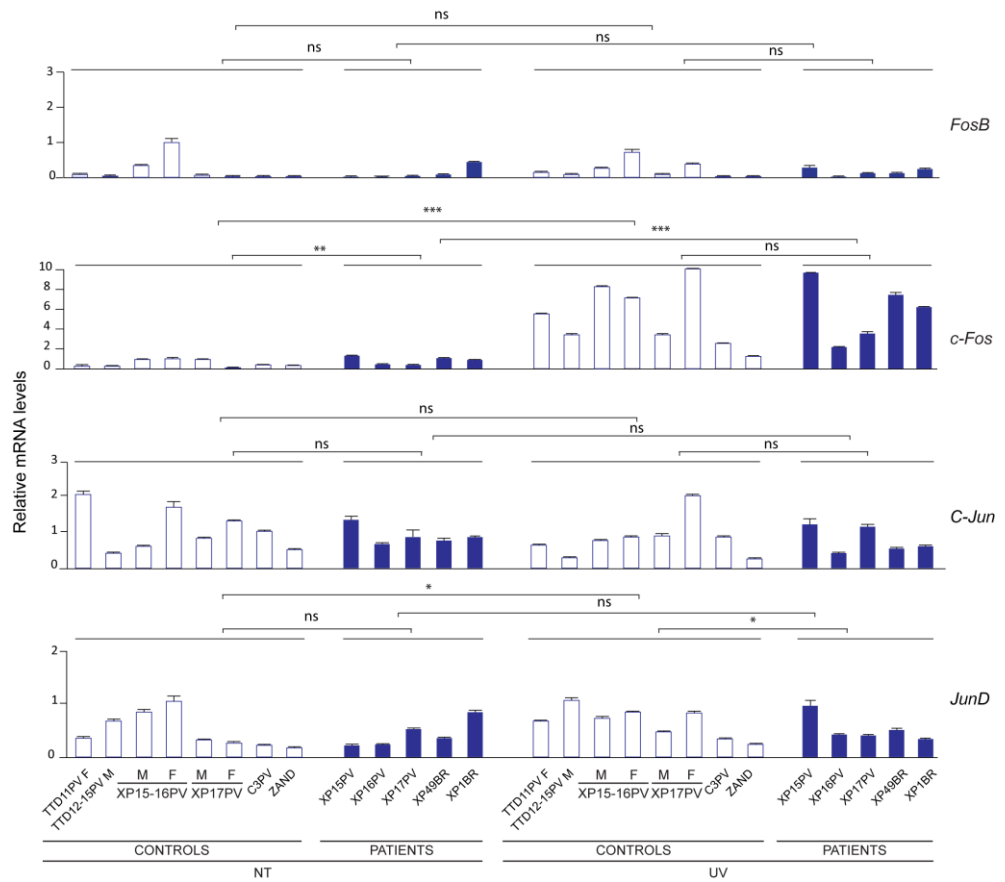 ns
ns
ns
ns
3
2
1
0
FosB
***
***
**
ns
10
8
6
4
2
0
c-Fos
ns
ns
ns
ns
3
2
1
0
C-Jun
*
ns
ns
*
2
1
0
JunD
Relative mRNA levels
TTD11PV F
TTD12-15PV M
M F
XP15-16PV
M F
XP17PV
C3PV
ZAND
XP15PV
XP16PV
XP17PV
XP49BR
XP1BR
TTD11PV F
TTD12-15PV M
M F
XP15-16PV
M F
XP17PV
C3PV
ZAND
XP15PV
XP16PV
XP17PV
XP49BR
XP1BR
CONTROLS PATIENTS CONTROLS PATIENTS
NT UV